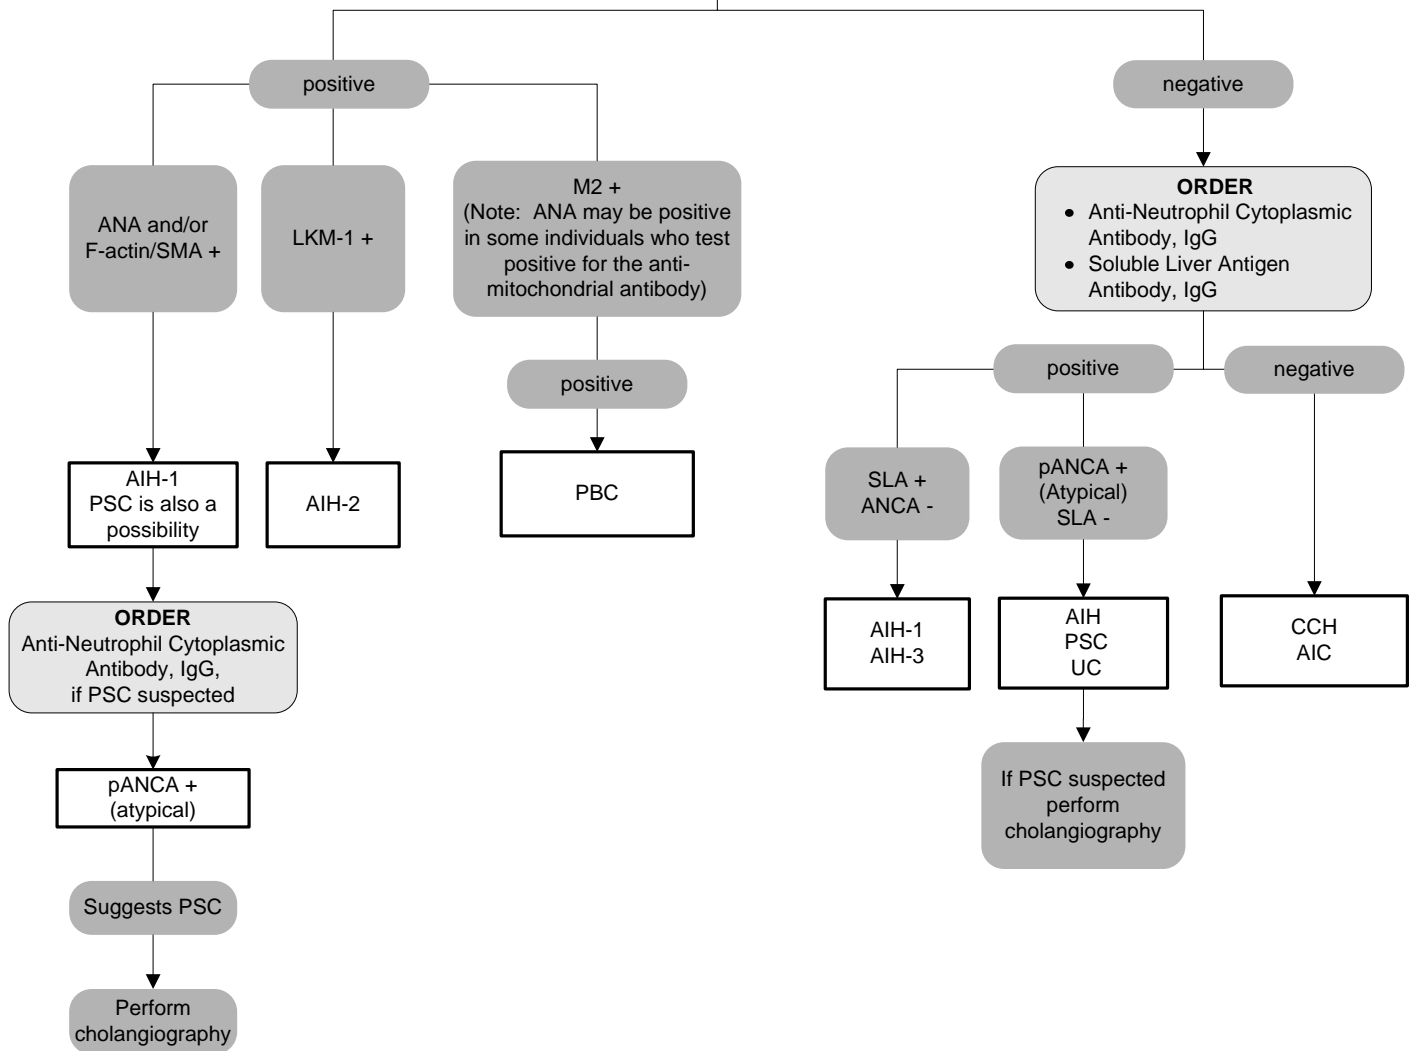 positive
negative
ANA and/or
F-actin/SMA +
LKM-1 +
M2 +
(Note: ANA may be positive
in some individuals who test
positive for the anti-
mitochondrial antibody)
ORDER
• Anti-Neutrophil Cytoplasmic
Antibody, IgG
• Soluble Liver Antigen
Antibody, IgG
positive
positive
negative
AIH-1
PSC is also a
possibility
AIH-2
PBC
SLA +
ANCA -
pANCA +
(Atypical)
SLA -
ORDER
Anti-Neutrophil Cytoplasmic
Antibody, IgG,
if PSC suspected
AIH-1
AIH-3
AIH
PSC
UC
CCH
AIC
pANCA +
(atypical)
If PSC suspected
perform
cholangiography
Suggests PSC
Perform
cholangiography